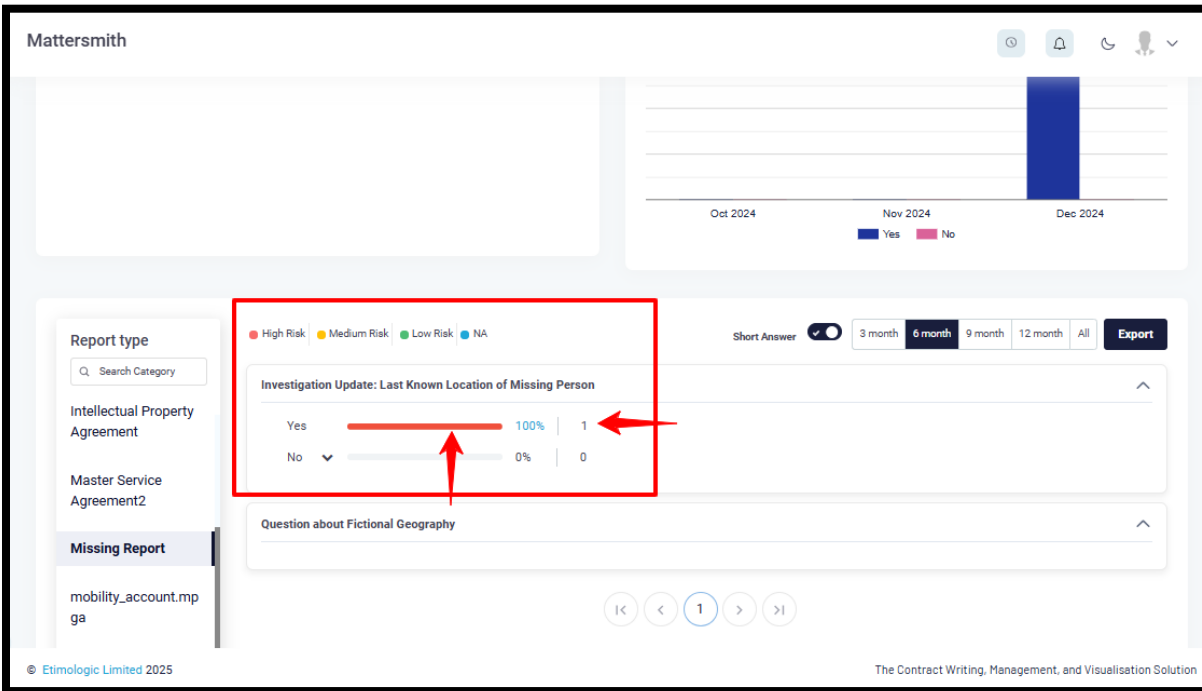 Mattersmith
Oct 2024 Nov 2024 Dec 2024
Yes No
Report type
Search Category
Intellectual Property
Agreement
Master Service
Agreement2
Missing Report
mobility_account.mp
ga
High Risk Medium Risk Low Risk NA
Short Answer 3 month 6 month 9 month 12 month All Export
Investigation Update: Last Known Location of Missing Person
Yes 100% 1
No 0% 0
Question about Fictional Geography
1
© Etimologic Limited 2025
The Contract Writing, Management, and Visualisation Solution